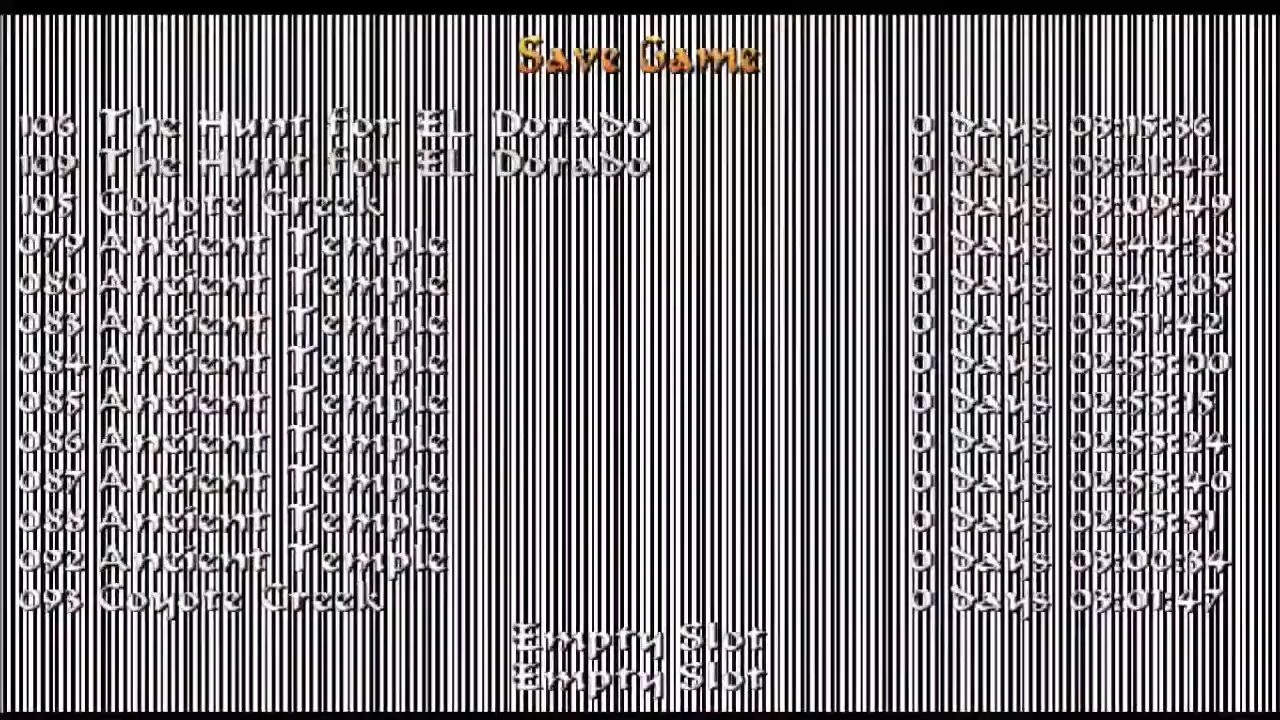 Save Game
106 The Hunt for EL Dorado 0 days 03:15:36
109 The Hunt for EL Dorado 0 days 03:21:42
105 Coyote Creek 0 days 03:09:49
079 Ancient Temple 0 days 02:44:38
080 Ancient Temple 0 days 02:45:05
083 Ancient Temple 0 days 02:51:42
084 Ancient Temple 0 days 02:55:00
085 Ancient Temple 0 days 02:55:15
086 Ancient Temple 0 days 02:55:24
087 Ancient Temple 0 days 02:55:40
088 Ancient Temple 0 days 02:55:51
092 Ancient Temple 0 days 03:00:34
093 Coyote Creek 0 days 03:01:47
Empty Slot
Empty Slot